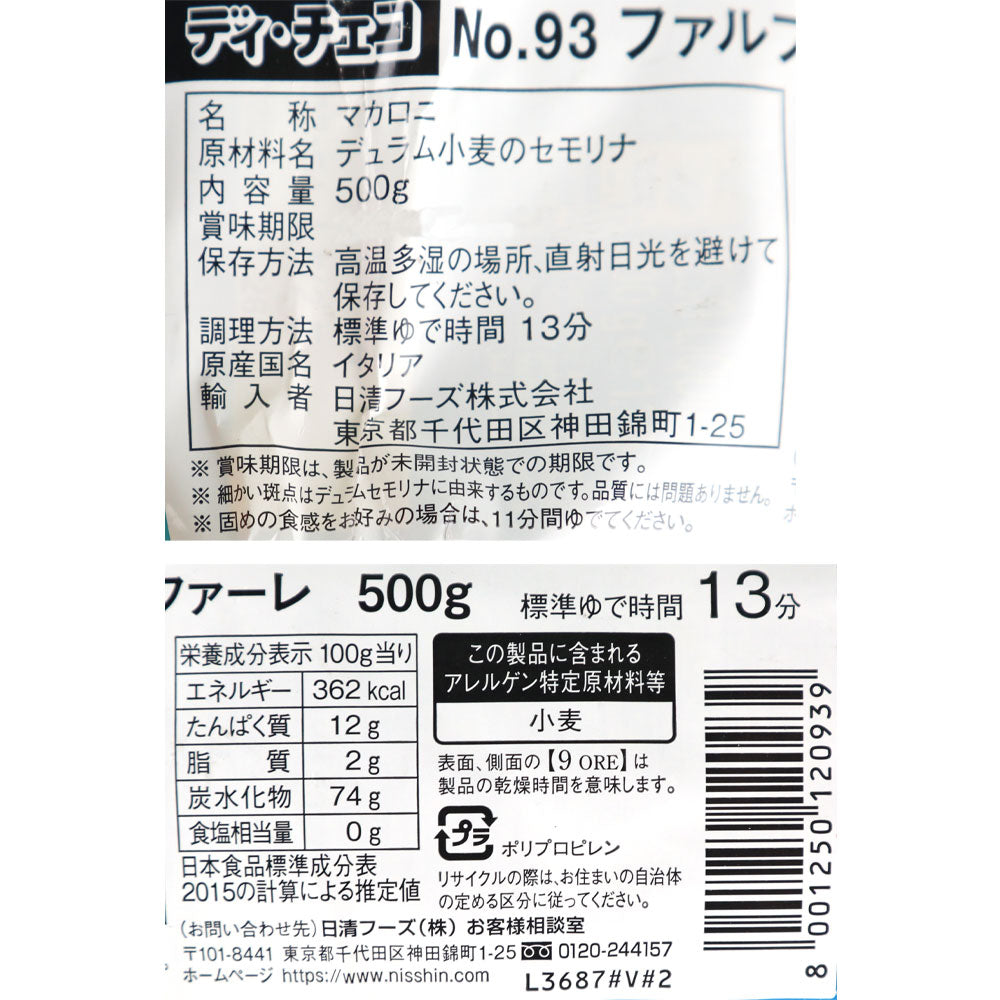 ディ・チェコ No.93 ファルフ
名称 マカロニ
原材料名 デュラム小麦のセモリナ
内容量 500g
賞味期限
保存方法 高温多湿の場所、直射日光を避けて
保存してください。
調理方法 標準ゆで時間 13分
原産国名 イタリア
輸入者 日清フーズ株式会社
東京都千代田区神田錦町1-25
※ 賞味期限は、製品が未開封状態での期限です。
※ 細かい斑点はデュラムセモリナに由来するものです。品質には問題ありません。
※ 固めの食感をお好みの場合は、11分間ゆでてください。
ファーレ 500g 標準ゆで時間 13分
栄養成分表示 100g当り
エネルギー 362 kcal
たんぱく質 12 g
脂質 2 g
炭水化物 74 g
食塩相当量 0 g
日本食品標準成分表
2015の計算による推定値
この製品に含まれる
アレルゲン特定原材料等
小麦
表面、側面の【9 ORE】は
製品の乾燥時間を意味します。
プラ ポリプロピレン
リサイクルの際は、お住まいの自治体
の定める区分に従ってください。
8 001250 120939
(お問い合わせ先) 日清フーズ(株) お客様相談室
〒101-8441 東京都千代田区神田錦町1-25 0120-244157
ホームページ https://www.nisshin.com L3687#V#2